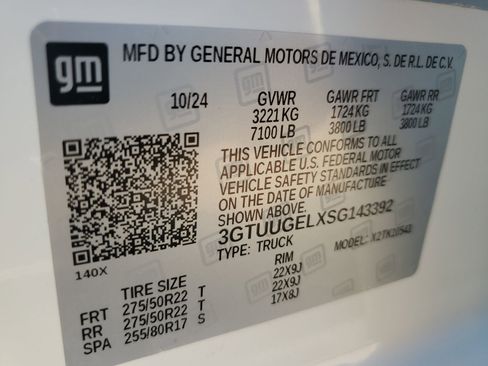 gm
MFD BY GENERAL MOTORS DE MEXICO, S. DE R.L. DE C.V.
10/24 GVWR GAWR FRT GAWR RR
3221 KG 1724 KG 1724 KG
7100 LB 3800 LB 3800 LB
THIS VEHICLE CONFORMS TO ALL
APPLICABLE U.S. FEDERAL MOTOR
VEHICLE SAFETY STANDARDS IN EFFECT
ON THE DATE OF MANUFACTURE
3GTUUGELXSG143392
TYPE: TRUCK MODEL: X2TK10543
140X
TIRE SIZE RIM
FRT 275/50R22 T 22X9J
RR 275/50R22 T 22X9J
SPA 255/80R17 S 17X8J